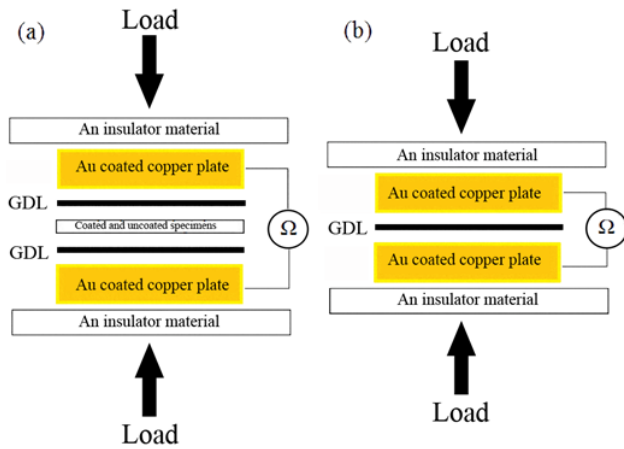 (a)
Load
An insulator material
Au coated copper plate
GDL
Coated and uncoated specimens
Ω
GDL
Au coated copper plate
An insulator material
Load
(b)
Load
An insulator material
Au coated copper plate
GDL
Ω
Au coated copper plate
An insulator material
Load